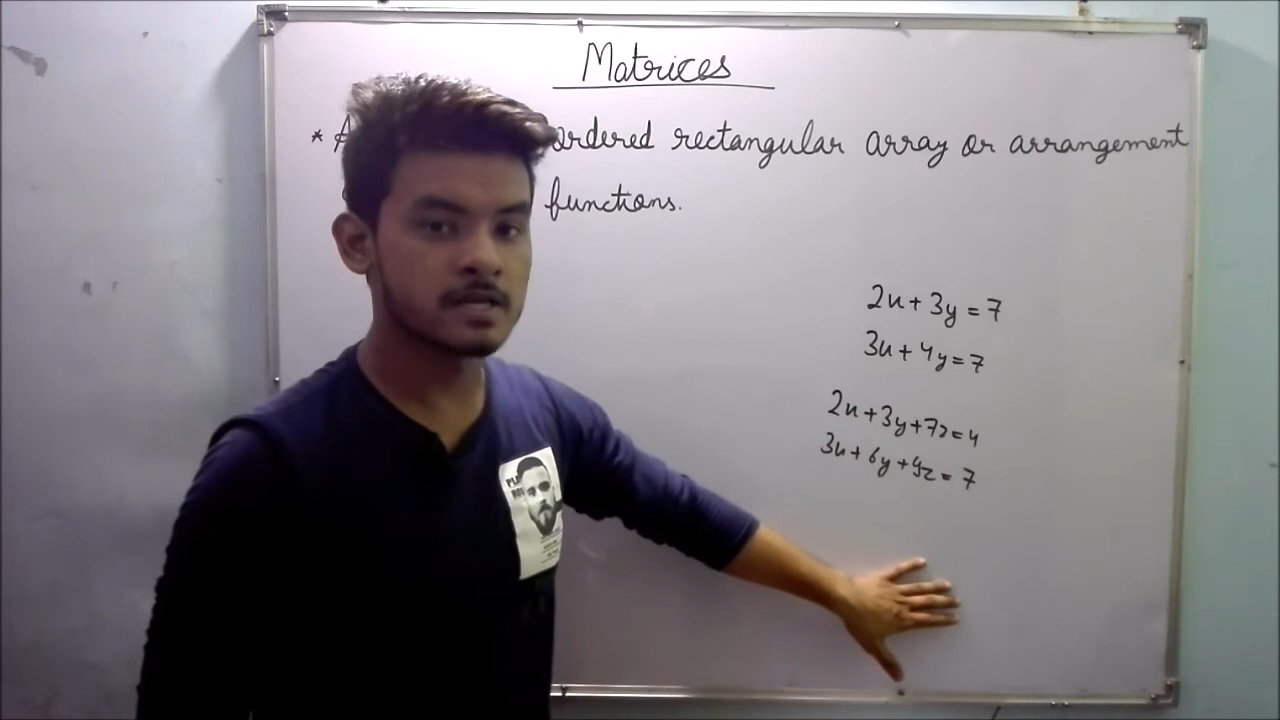 Matrices
* A ordered rectangular array or arrangement
functions.
2x + 3y = 7
3x + 4y = 7
2x + 3y + 7z = 4
3x + 6y + 4z = 7